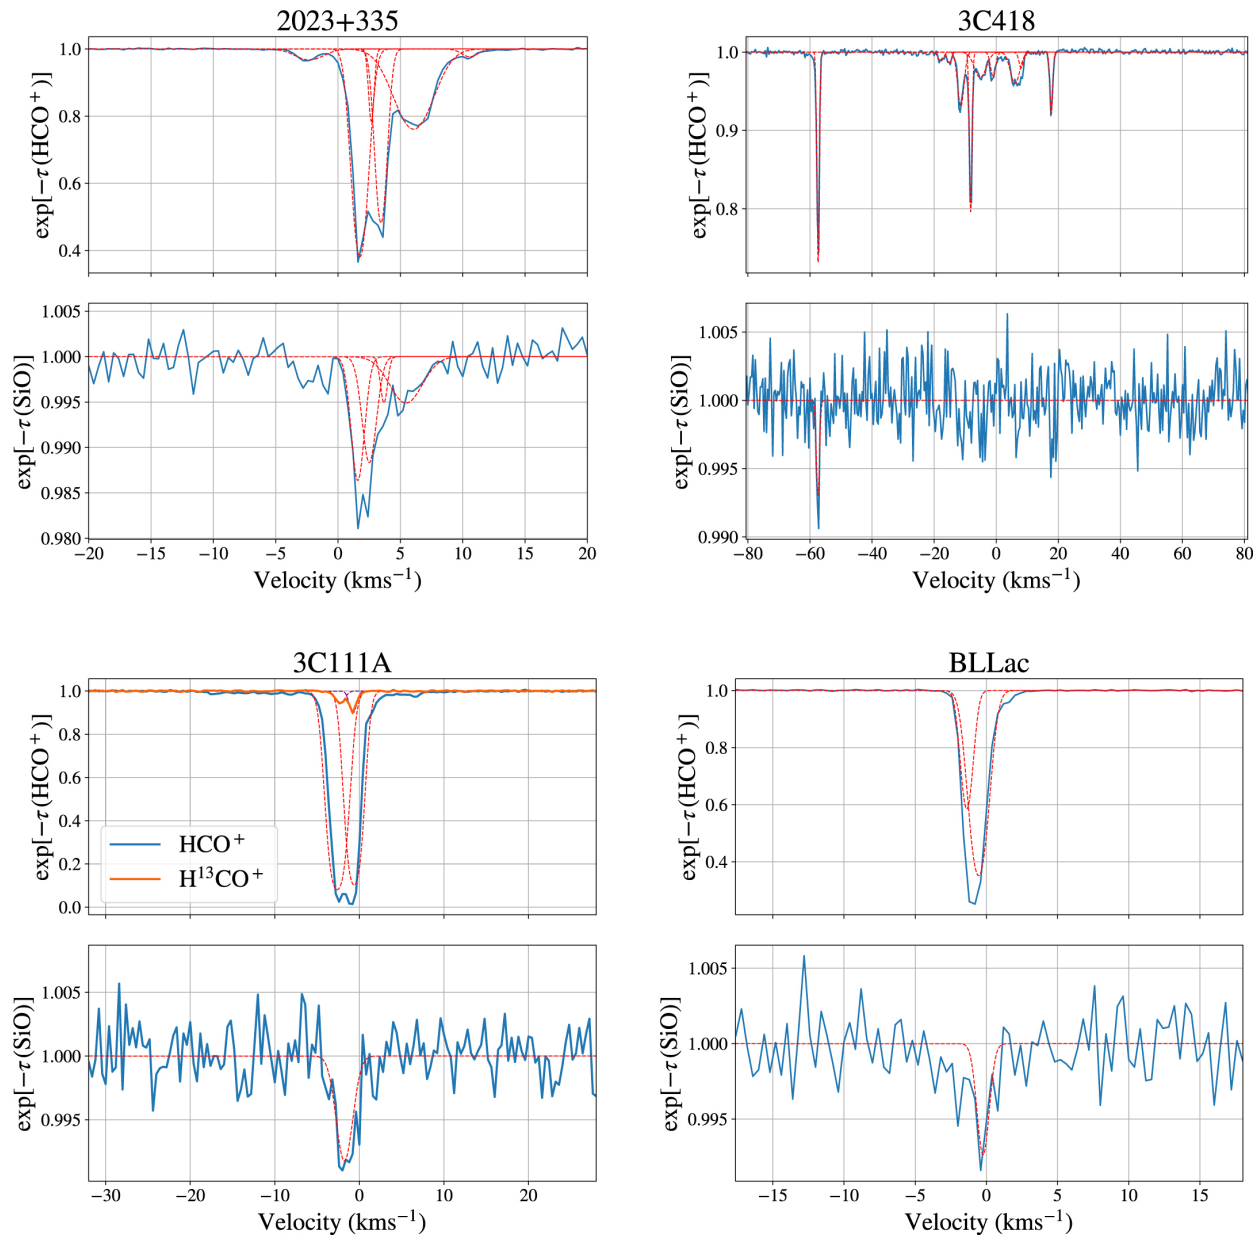 2023+335
exp[−τ(HCO⁺)]
1.0
0.8
0.6
0.4
exp[−τ(SiO)]
1.005
1.000
0.995
0.990
0.985
0.980
−20 −15 −10 −5 0 5 10 15 20
Velocity (kms⁻¹)
3C418
exp[−τ(HCO⁺)]
1.0
0.9
0.8
exp[−τ(SiO)]
1.005
1.000
0.995
0.990
−80 −60 −40 −20 0 20 40 60 80
Velocity (kms⁻¹)
3C111A
exp[−τ(HCO⁺)]
1.0
0.8
0.6
0.4
0.2
0.0
HCO⁺
H¹³CO⁺
exp[−τ(SiO)]
1.005
1.000
0.995
−30 −20 −10 0 10 20
Velocity (kms⁻¹)
BLLac
exp[−τ(HCO⁺)]
1.0
0.8
0.6
0.4
exp[−τ(SiO)]
1.005
1.000
0.995
−15 −10 −5 0 5 10 15
Velocity (kms⁻¹)